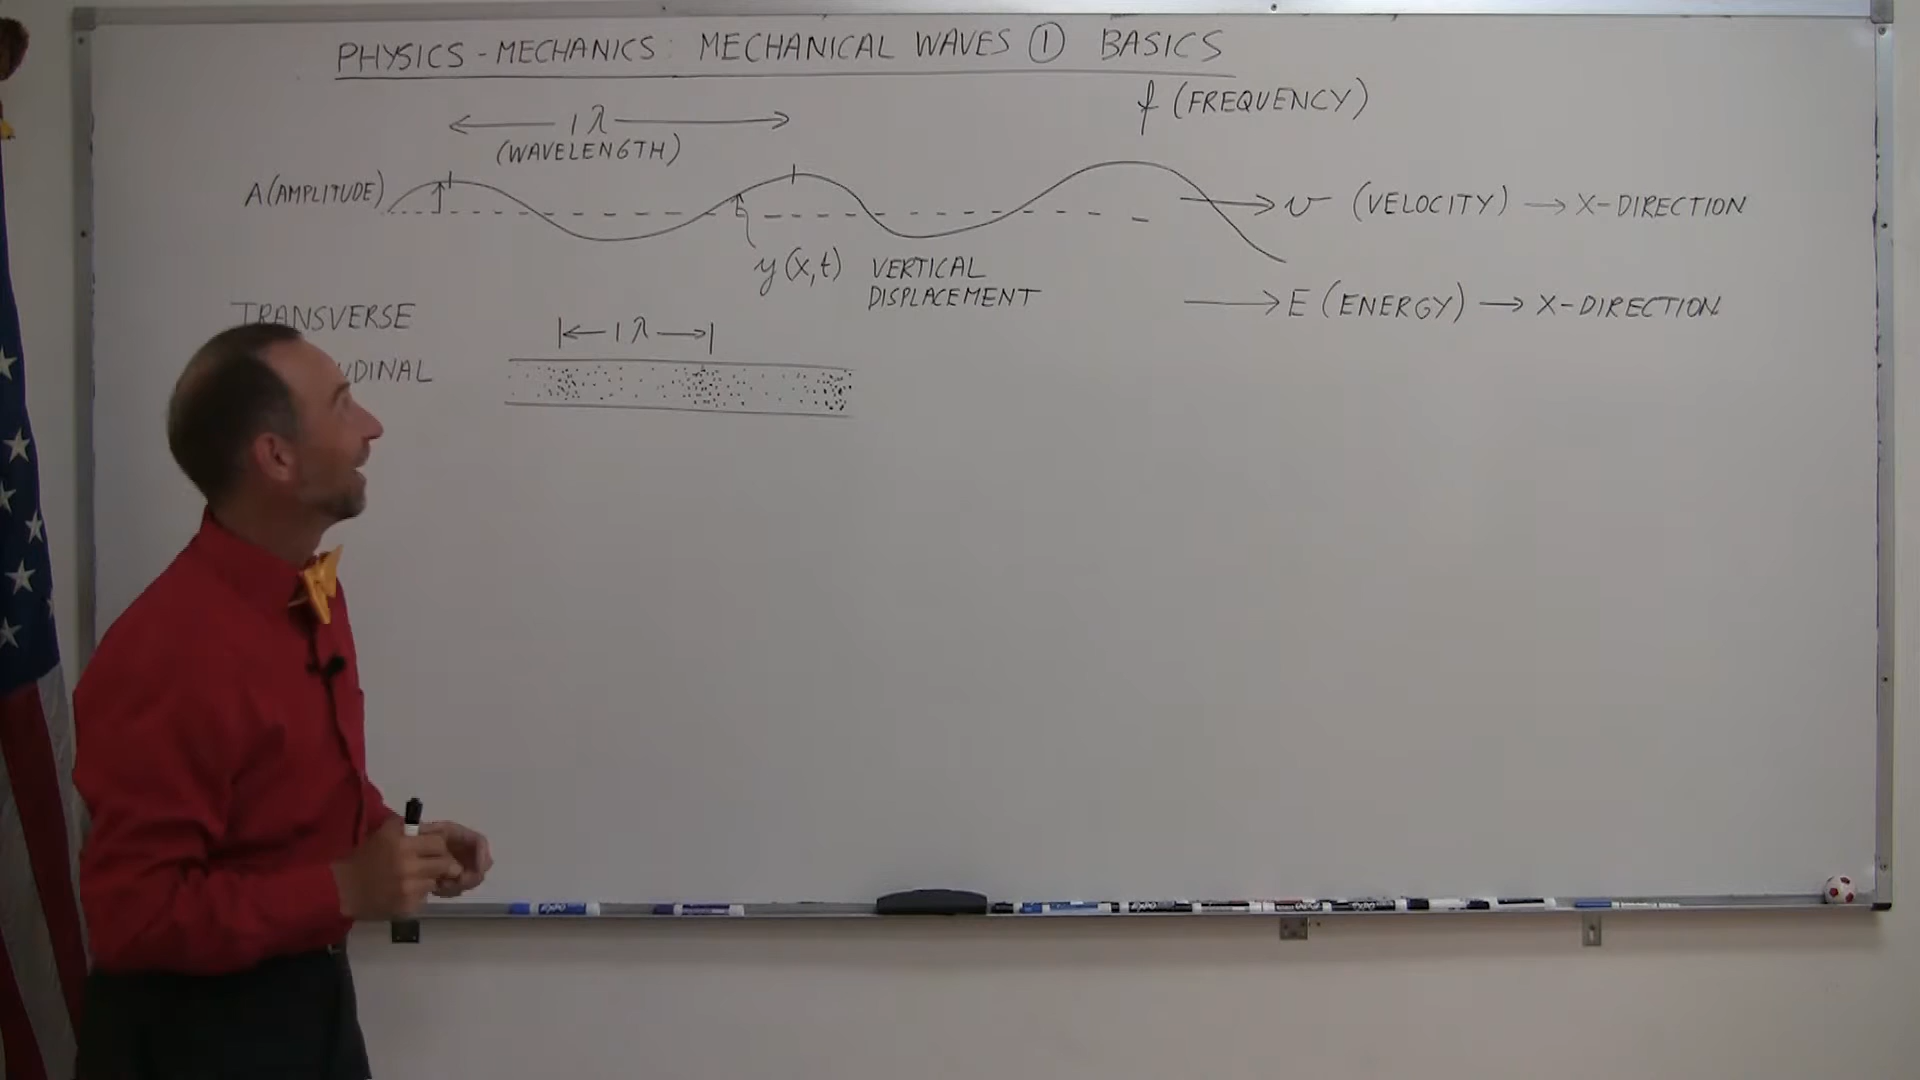 PHYSICS - MECHANICS: MECHANICAL WAVES ① BASICS
f (FREQUENCY)
1 λ
(WAVELENGTH)
A (AMPLITUDE)
v (VELOCITY) → X-DIRECTION
y(x,t) VERTICAL
DISPLACEMENT
E (ENERGY) → X-DIRECTION
TRANSVERSE
1 λ
UDINAL
EXPO